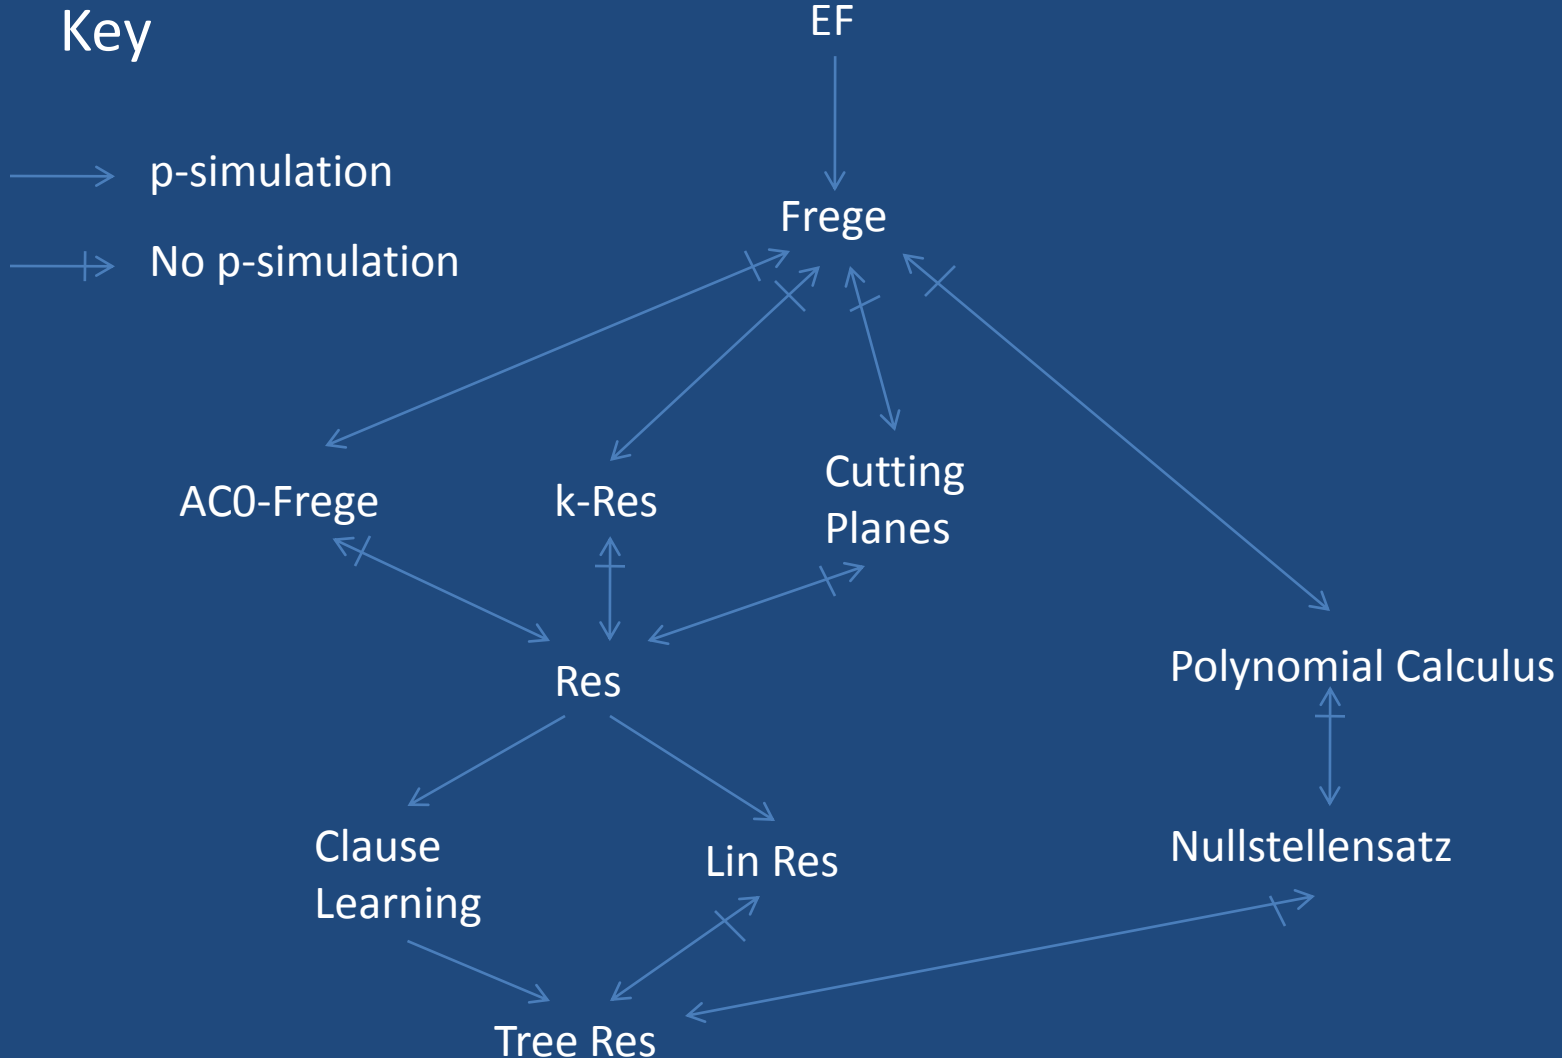 Key
EF
p-simulation
No p-simulation
Frege
AC0-Frege
k-Res
Cutting
Planes
Res
Polynomial Calculus
Clause
Learning
Lin Res
Nullstellensatz
Tree Res